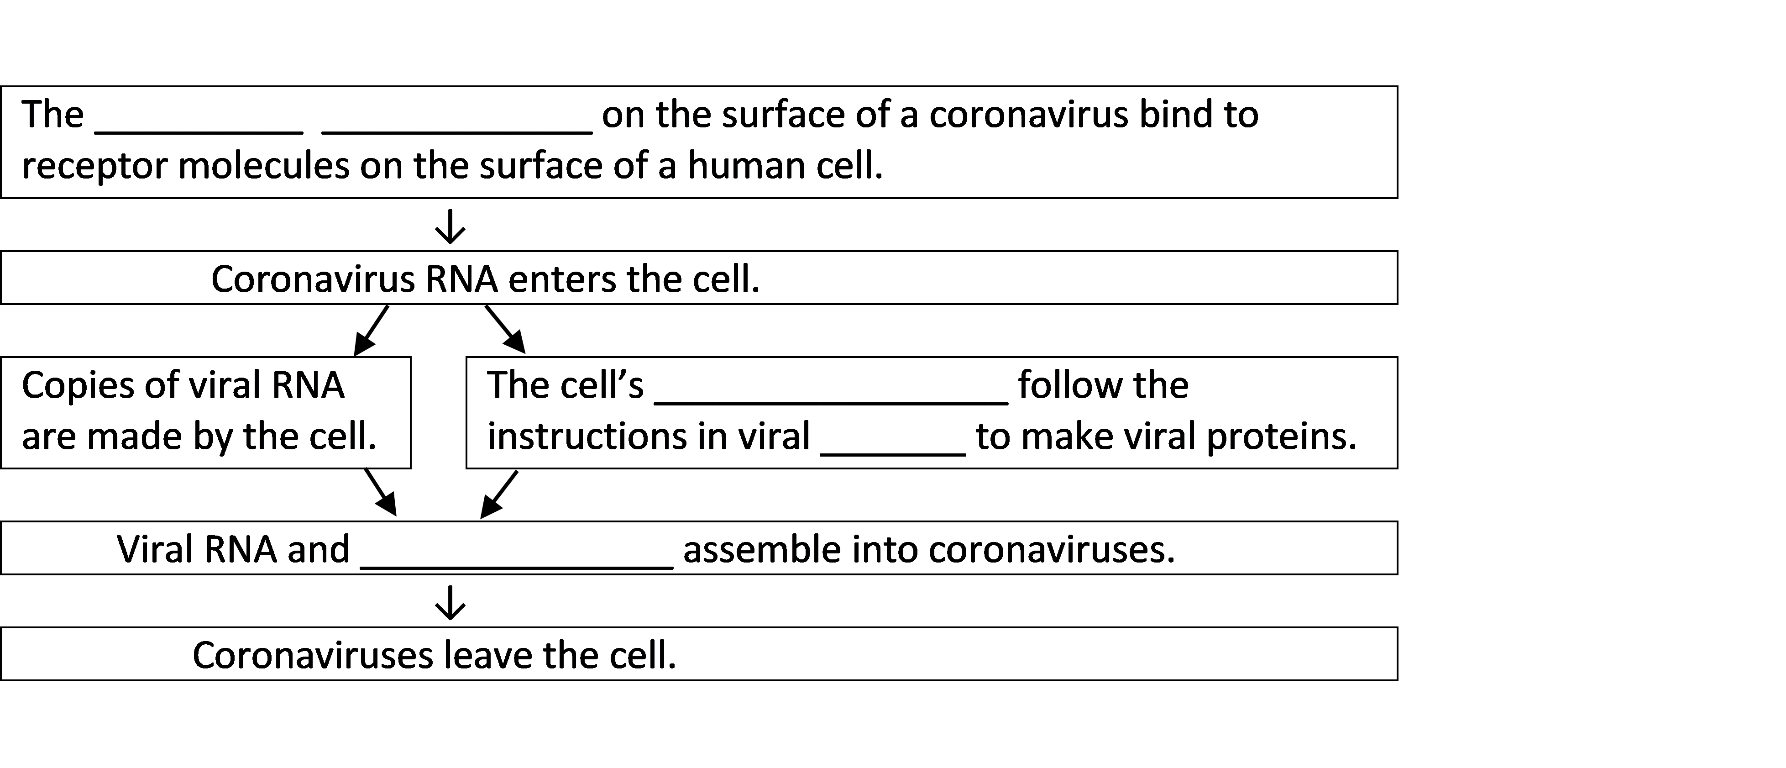 The __________ _____________ on the surface of a coronavirus bind to
receptor molecules on the surface of a human cell.
Coronavirus RNA enters the cell.
Copies of viral RNA
are made by the cell.
The cell’s _________________ follow the
instructions in viral _______ to make viral proteins.
Viral RNA and _______________ assemble into coronaviruses.
Coronaviruses leave the cell.